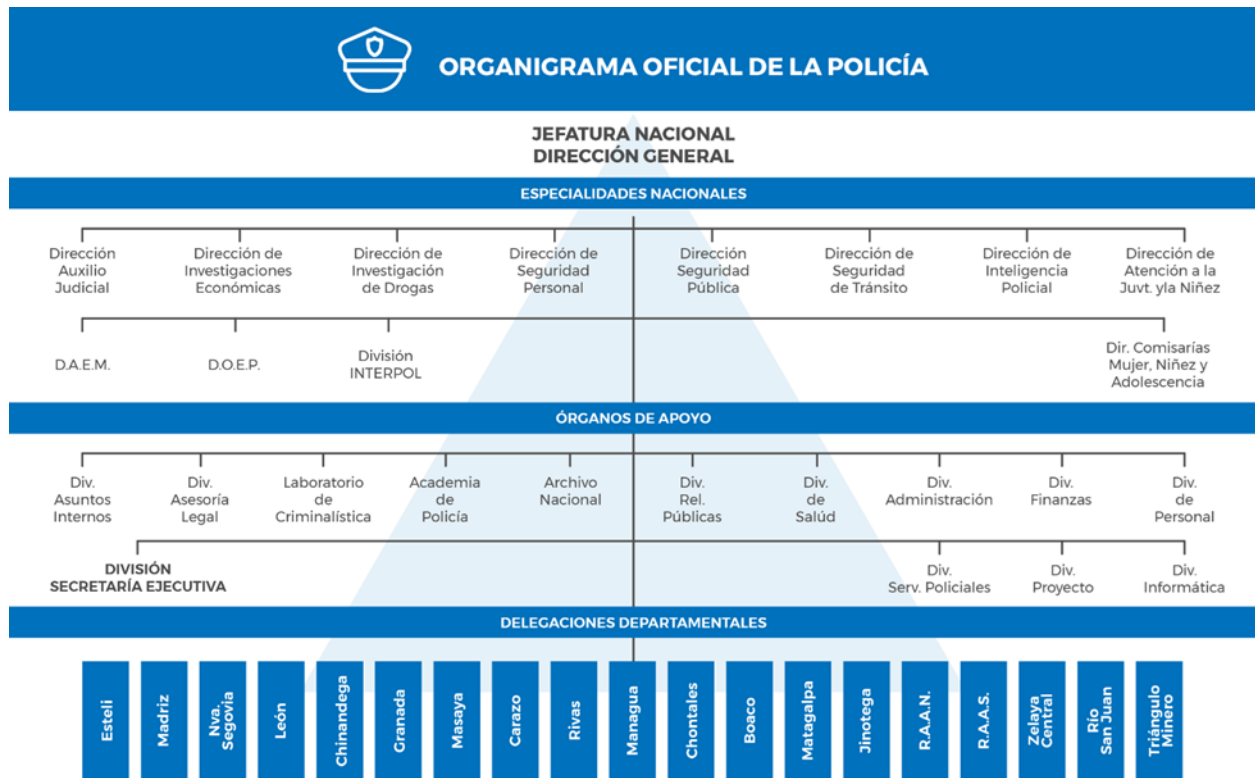 ORGANIGRAMA OFICIAL DE LA POLICÍA
JEFATURA NACIONAL
DIRECCIÓN GENERAL
ESPECIALIDADES NACIONALES
Dirección
Auxilio
Judicial
Dirección de
Investigaciones
Económicas
Dirección de
Investigación
de Drogas
Dirección de
Seguridad
Personal
Dirección
Seguridad
Pública
Dirección de
Seguridad
de Tránsito
Dirección de
Inteligencia
Policial
Dirección de
Atención a la
Juvt. yla Niñez
D.A.E.M.
D.O.E.P.
División
INTERPOL
Dir. Comisarías
Mujer, Niñez y
Adolescencia
ÓRGANOS DE APOYO
Div.
Asuntos
Internos
Div.
Asesoría
Legal
Laboratorio
de
Criminalística
Academia
de
Policía
Archivo
Nacional
Div.
Rel.
Públicas
Div.
de
Salúd
Div.
Administración
Div.
Finanzas
Div.
de
Personal
DIVISIÓN
SECRETARÍA EJECUTIVA
Div.
Serv. Policiales
Div.
Proyecto
Div.
Informática
DELEGACIONES DEPARTAMENTALES
Esteli
Madriz
Nva.
Segovia
León
Chinandega
Granada
Masaya
Carazo
Rivas
Managua
Chontales
Boaco
Matagalpa
Jinotega
R.A.A.N.
R.A.A.S.
Zelaya
Central
Río
San Juan
Triángulo
Minero